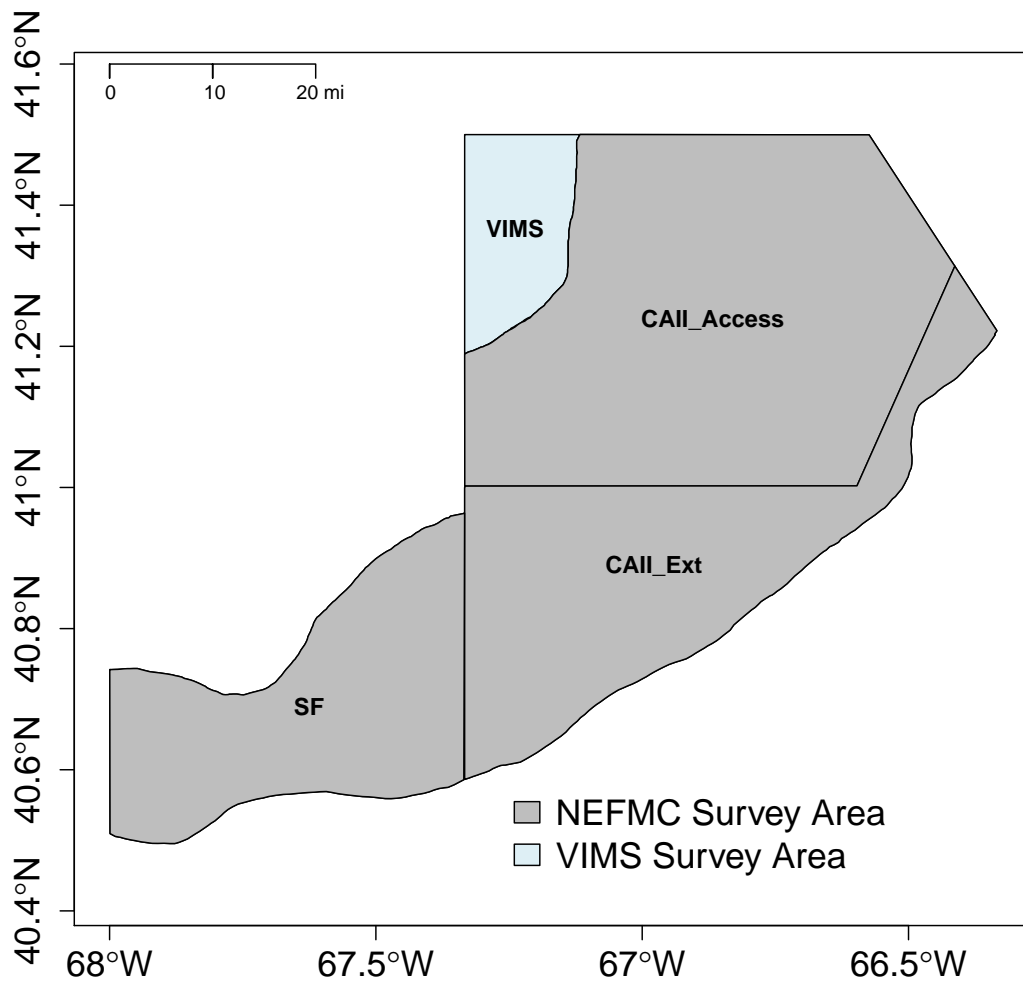 41.6°N
41.4°N
41.2°N
41°N
40.8°N
40.6°N
40.4°N
0 10 20 mi
VIMS
CAII_Access
CAII_Ext
SF
NEFMC Survey Area
VIMS Survey Area
68°W 67.5°W 67°W 66.5°W